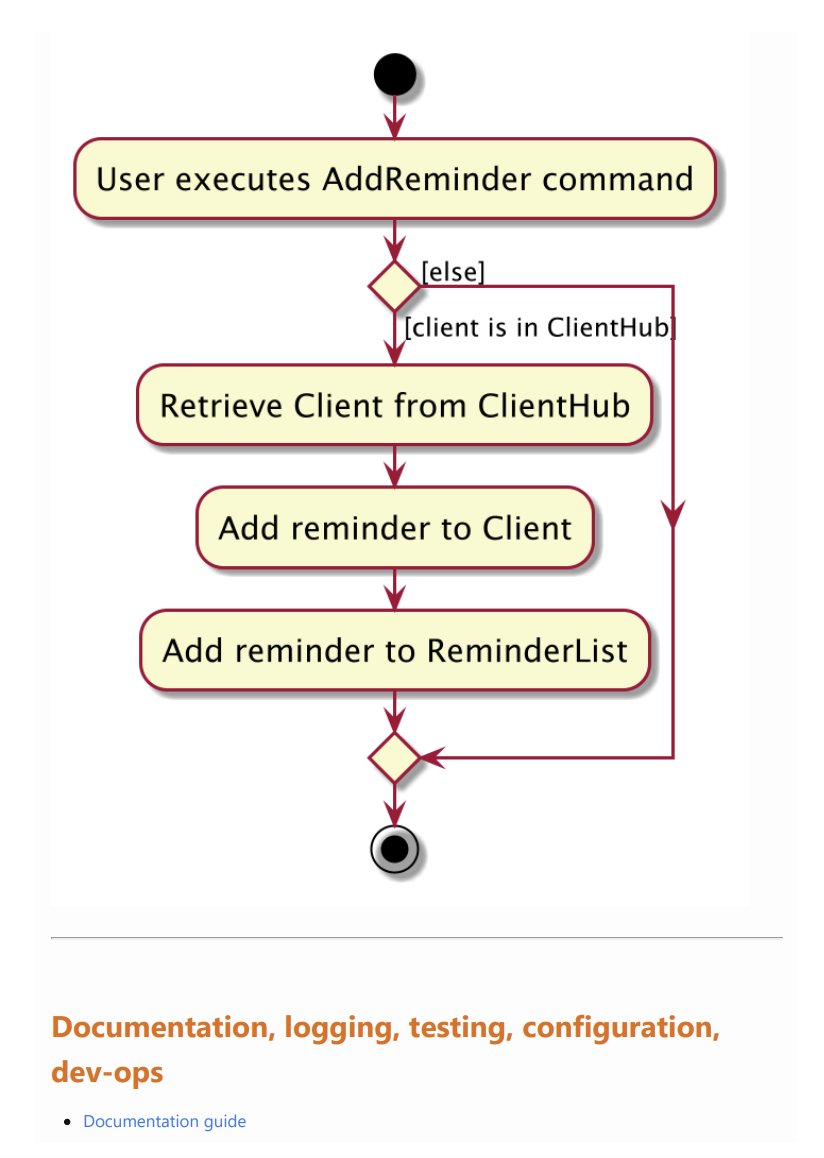 User executes AddReminder command
[else]
[client is in ClientHub]
Retrieve Client from ClientHub
Add reminder to Client
Add reminder to ReminderList
Documentation, logging, testing, configuration,
dev-ops
Documentation guide